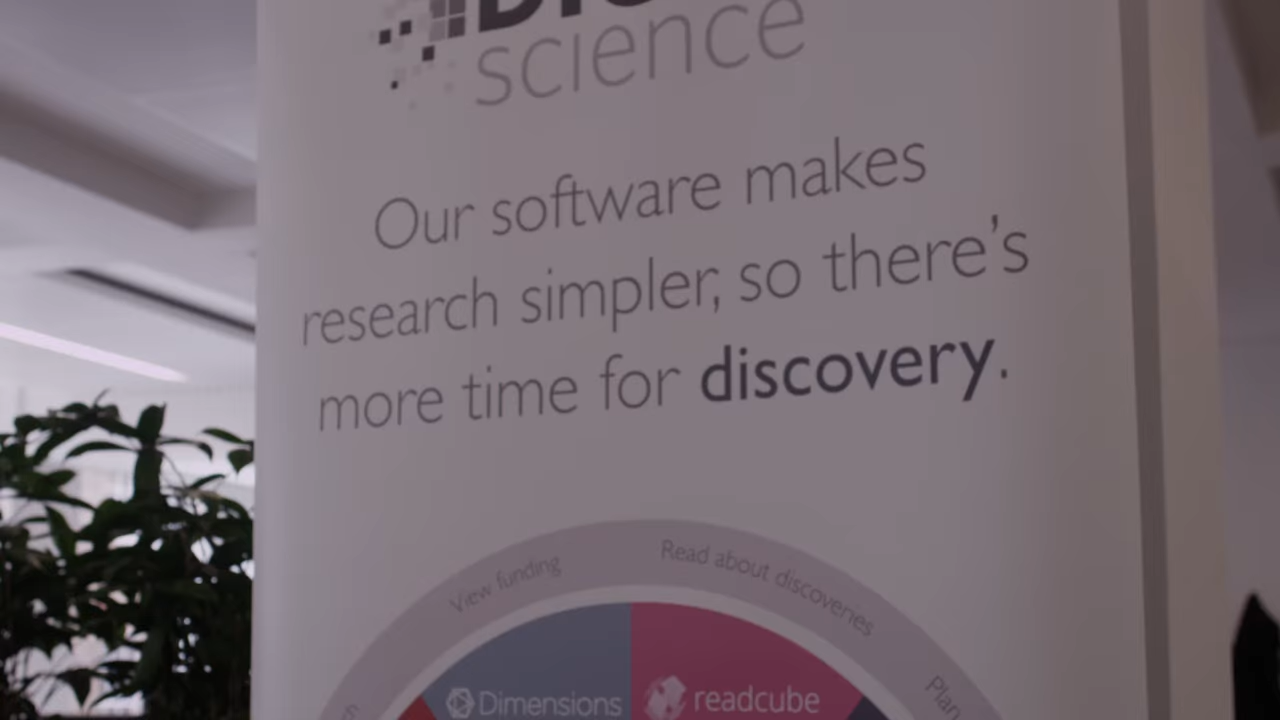 science
Our software makes
research simpler, so there's
more time for discovery.
View funding
Read about discoveries
Plan
Dimensions
readcube